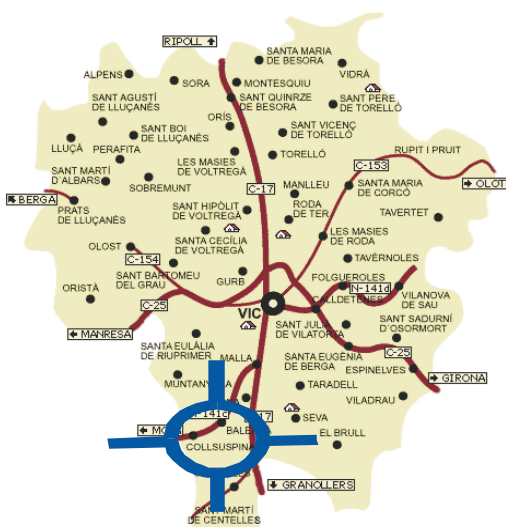 RIPOLL
SANTA MARIA
DE BESORA
VIDRÀ
ALPENS
SORA
MONTESQUIU
SANT QUINRZE
DE BESORA
SANT PERE
DE TORELLÓ
SANT AGUSTÍ
DE LLUÇANÈS
ORÍS
SANT BOI
DE LLUÇANÈS
SANT VICENÇ
DE TORELLÓ
LLUÇÀ
PERAFITA
LES MASIES
DE VOLTREGÀ
TORELLÓ
RUPIT I PRUIT
C-153
SANT MARTÍ
D'ALBARS
SOBREMUNT
C-17
MANLLEU
SANTA MARIA
DE CORCÓ
OLOT
BERGA
PRATS
DE LLUÇANÈS
SANT HIPÒLIT
DE VOLTREGÀ
RODA
DE TER
TAVERTET
OLOST
SANTA CECÍLIA
DE VOLTREGÀ
LES MASIES
DE RODA
C-154
TAVÈRNOLES
SANT BARTOMEU
DEL GRAU
GURB
FOLGUEROLES
ORISTÀ
N-141d
C-25
VIC
CALLDETENES
VILANOVA
DE SAU
MANRESA
SANT JULIÀ
DE VILATORTA
SANT SADURNÍ
D'OSORMORT
SANTA EULÀLIA
DE RIUPRIMER
MALLA
SANTA EUGÈNIA
DE BERGA
C-25
ESPINELVES
GIRONA
TARADELL
VILADRAU
SEVA
EL BRULL
COLLSUSPINA
GRANOLLERS
SANT MARTÍ
DE CENTELLES